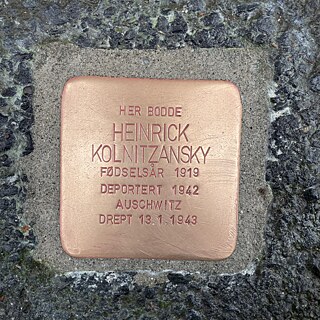 HER BODDE
HEINRICK
KOLNITZANSKY
FØDSELSÅR 1919
DEPORTERT 1942
AUSCHWITZ
DREPT 13.1.1943